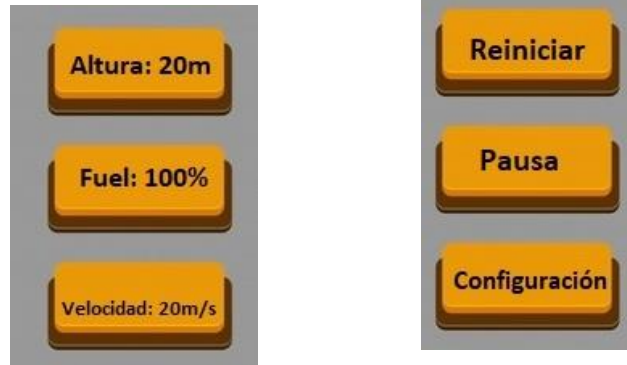 Altura: 20m
Fuel: 100%
Velocidad: 20m/s
Reiniciar
Pausa
Configuración